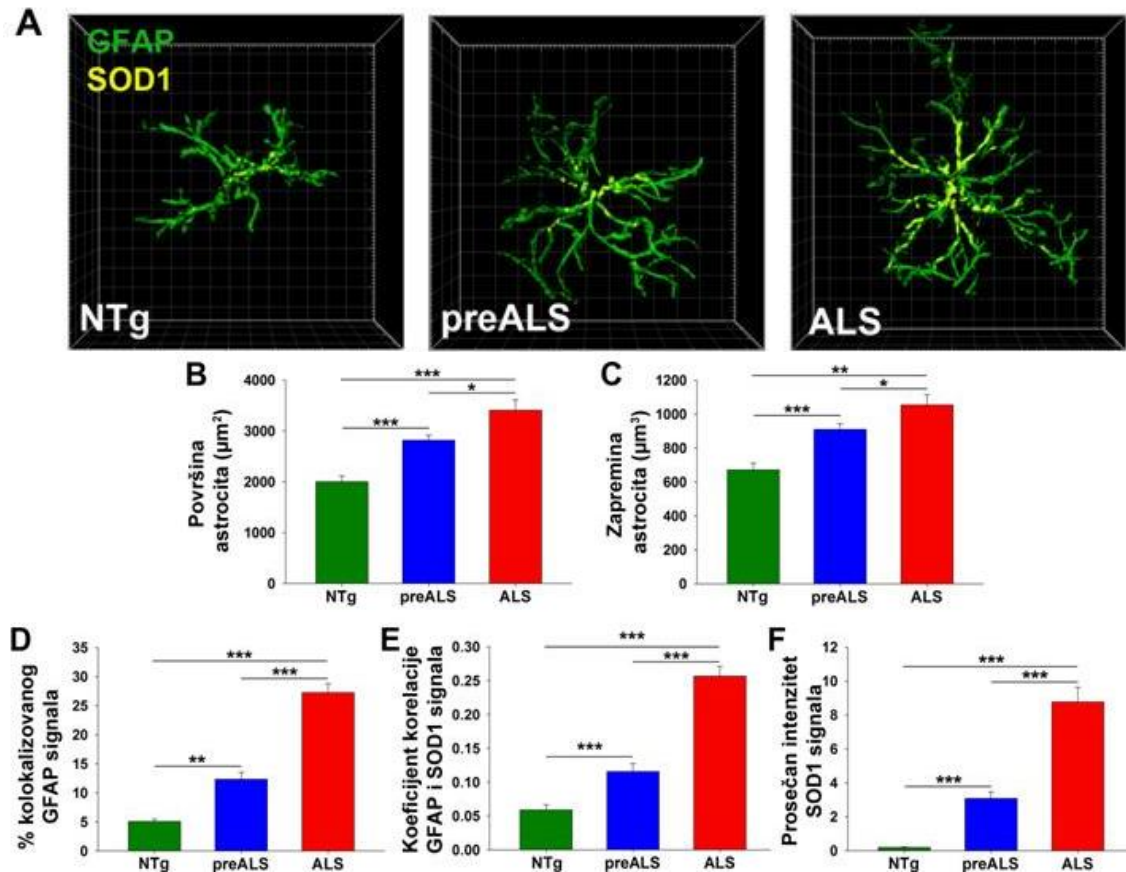 A
GFAP
SOD1
NTg
preALS
ALS
B
Površina
astrocita (µm²)
4000
3000
2000
1000
0
***
*
***
NTg
preALS
ALS
C
Zapremina
astrocita (µm³)
1200
1000
800
600
400
200
0
**
*
***
NTg
preALS
ALS
D
% kolokalizovanog
GFAP signala
35
30
25
20
15
10
5
0
***
***
**
NTg
preALS
ALS
E
Koeficijent korelacije
GFAP i SOD1 signala
0.30
0.25
0.20
0.15
0.10
0.05
0.00
***
***
***
NTg
preALS
ALS
F
Prosečan intenzitet
SOD1 signala
12
10
8
6
4
2
0
***
***
***
NTg
preALS
ALS